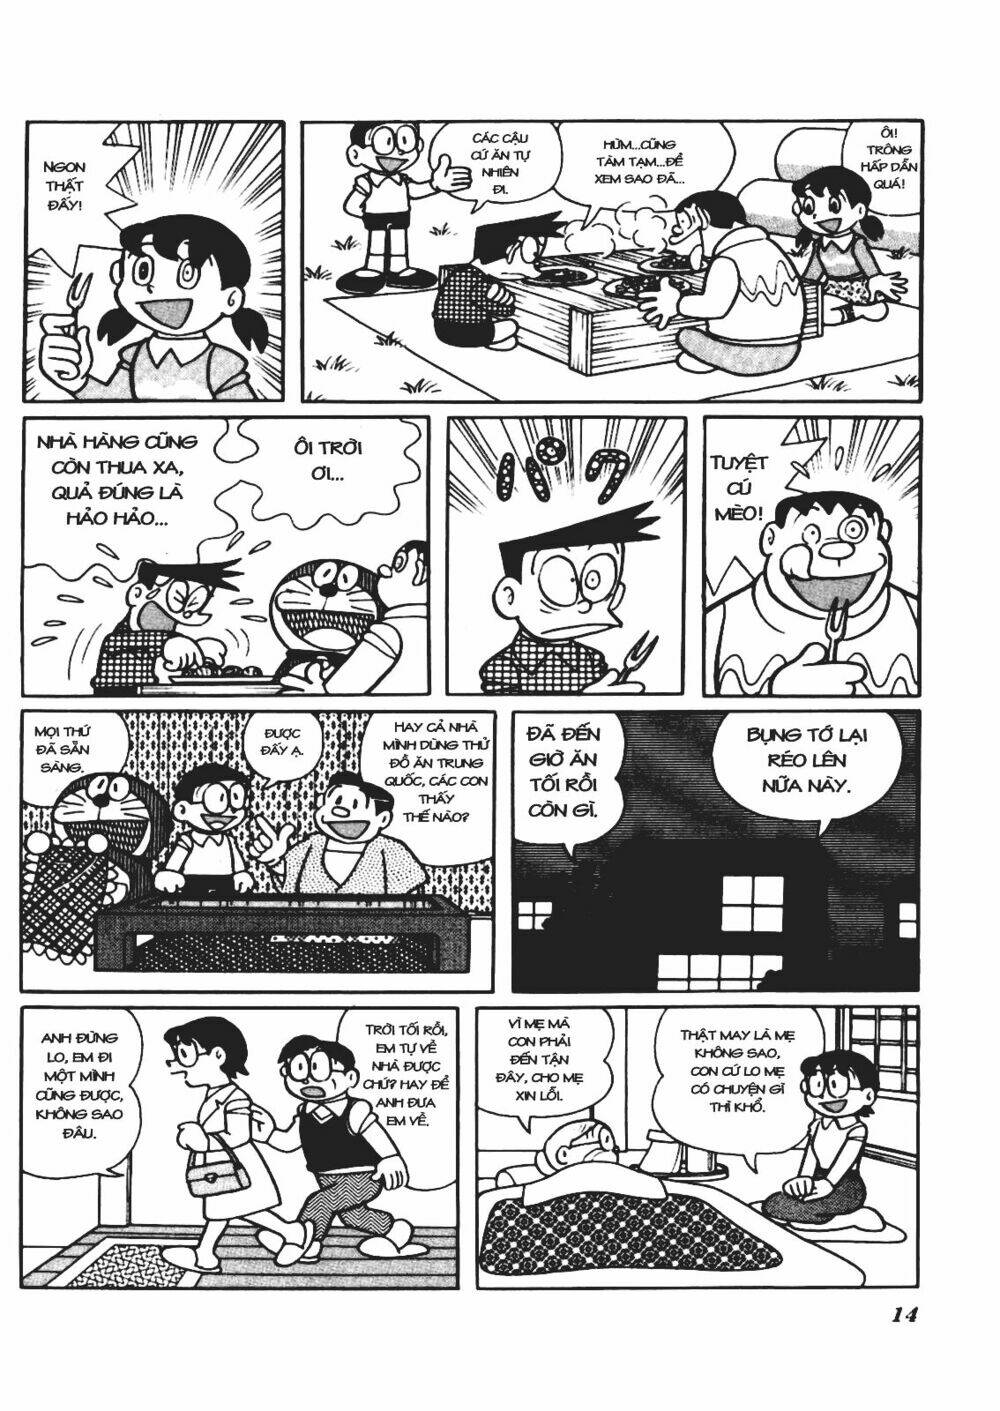 ÔI!
TRÔNG
HẤP DẪN
QUÁ!
HỪM...CŨNG
TÀM TẠM...ĐỂ
XEM SAO ĐÃ...
CÁC CẬU
CỨ ĂN TỰ
NHIÊN
ĐI.
NGON
THẬT
ĐẤY!
TUYỆT
CÚ
MÈO!
パク
ÔI TRỜI
ƠI...
NHÀ HÀNG CŨNG
CÒN THUA XA,
QUẢ ĐÚNG LÀ
HẢO HẢO...
BỤNG TỚ LẠI
RÉO LÊN
NỮA NÀY.
ĐÃ ĐẾN
GIỜ ĂN
TỐI RỒI
CÒN GÌ.
HAY CẢ NHÀ
MÌNH DÙNG THỬ
ĐỒ ĂN TRUNG
QUỐC, CÁC CON
THẤY
THẾ NÀO?
ĐƯỢC
ĐẤY Ạ.
MỌI THỨ
ĐÃ SẴN
SÀNG.
THẬT MAY LÀ MẸ
KHÔNG SAO,
CON CỨ LO MẸ
CÓ CHUYỆN GÌ
THÌ KHỔ.
VÌ MẸ MÀ
CON PHẢI
ĐẾN TẬN
ĐÂY, CHO MẸ
XIN LỖI.
TRỜI TỐI RỒI,
EM TỰ VỀ
NHÀ ĐƯỢC
CHỨ? HAY ĐỂ
ANH ĐƯA
EM VỀ.
ANH ĐỪNG
LO, EM ĐI
MỘT MÌNH
CŨNG ĐƯỢC,
KHÔNG SAO
ĐÂU.
14